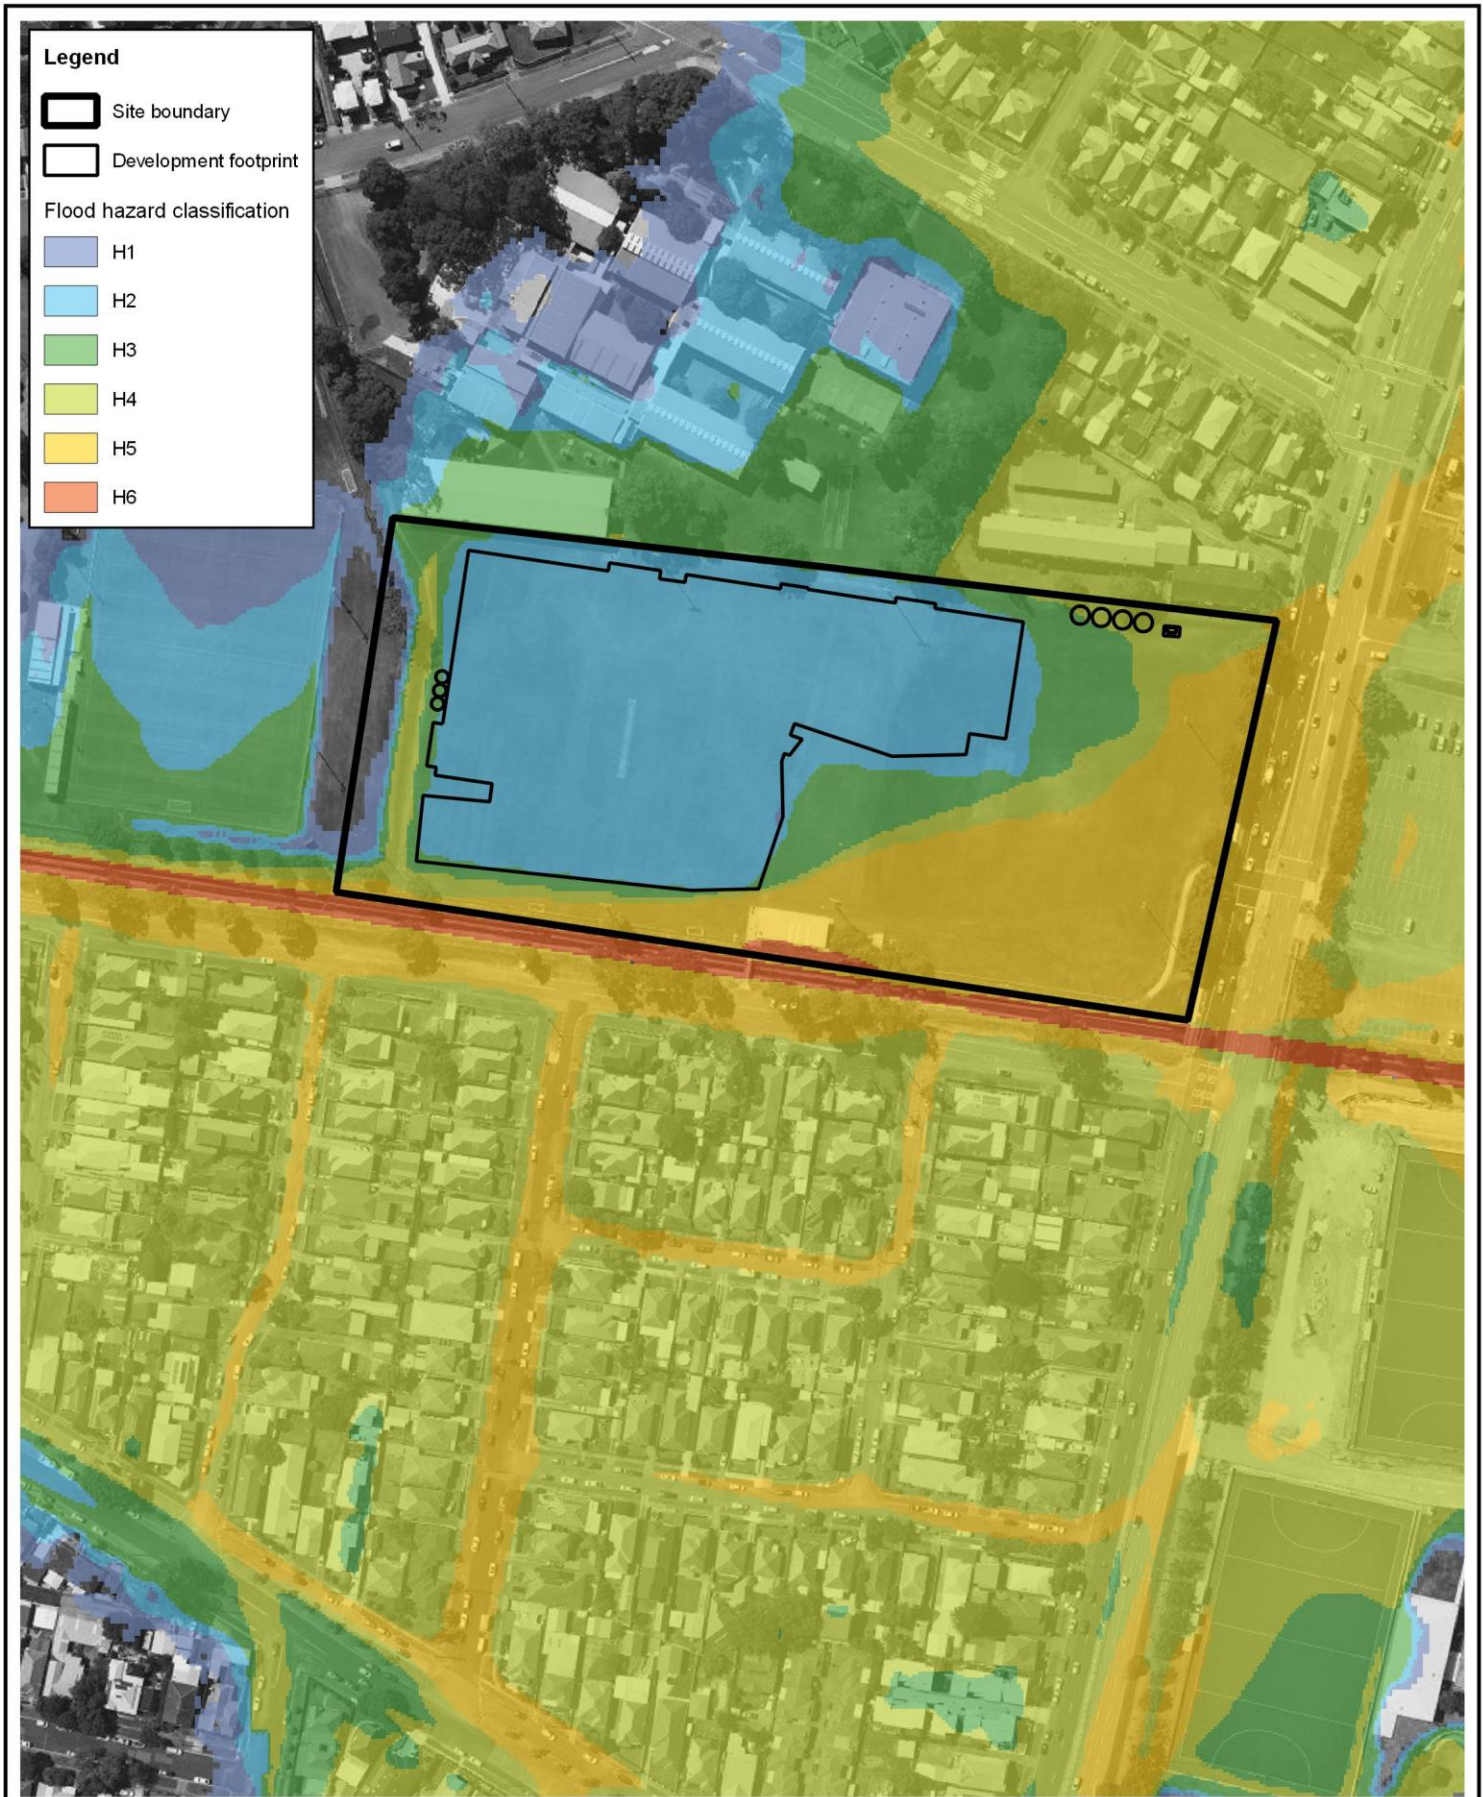 Legend
Site boundary
Development footprint
Flood hazard classification
H1
H2
H3
H4
H5
H6